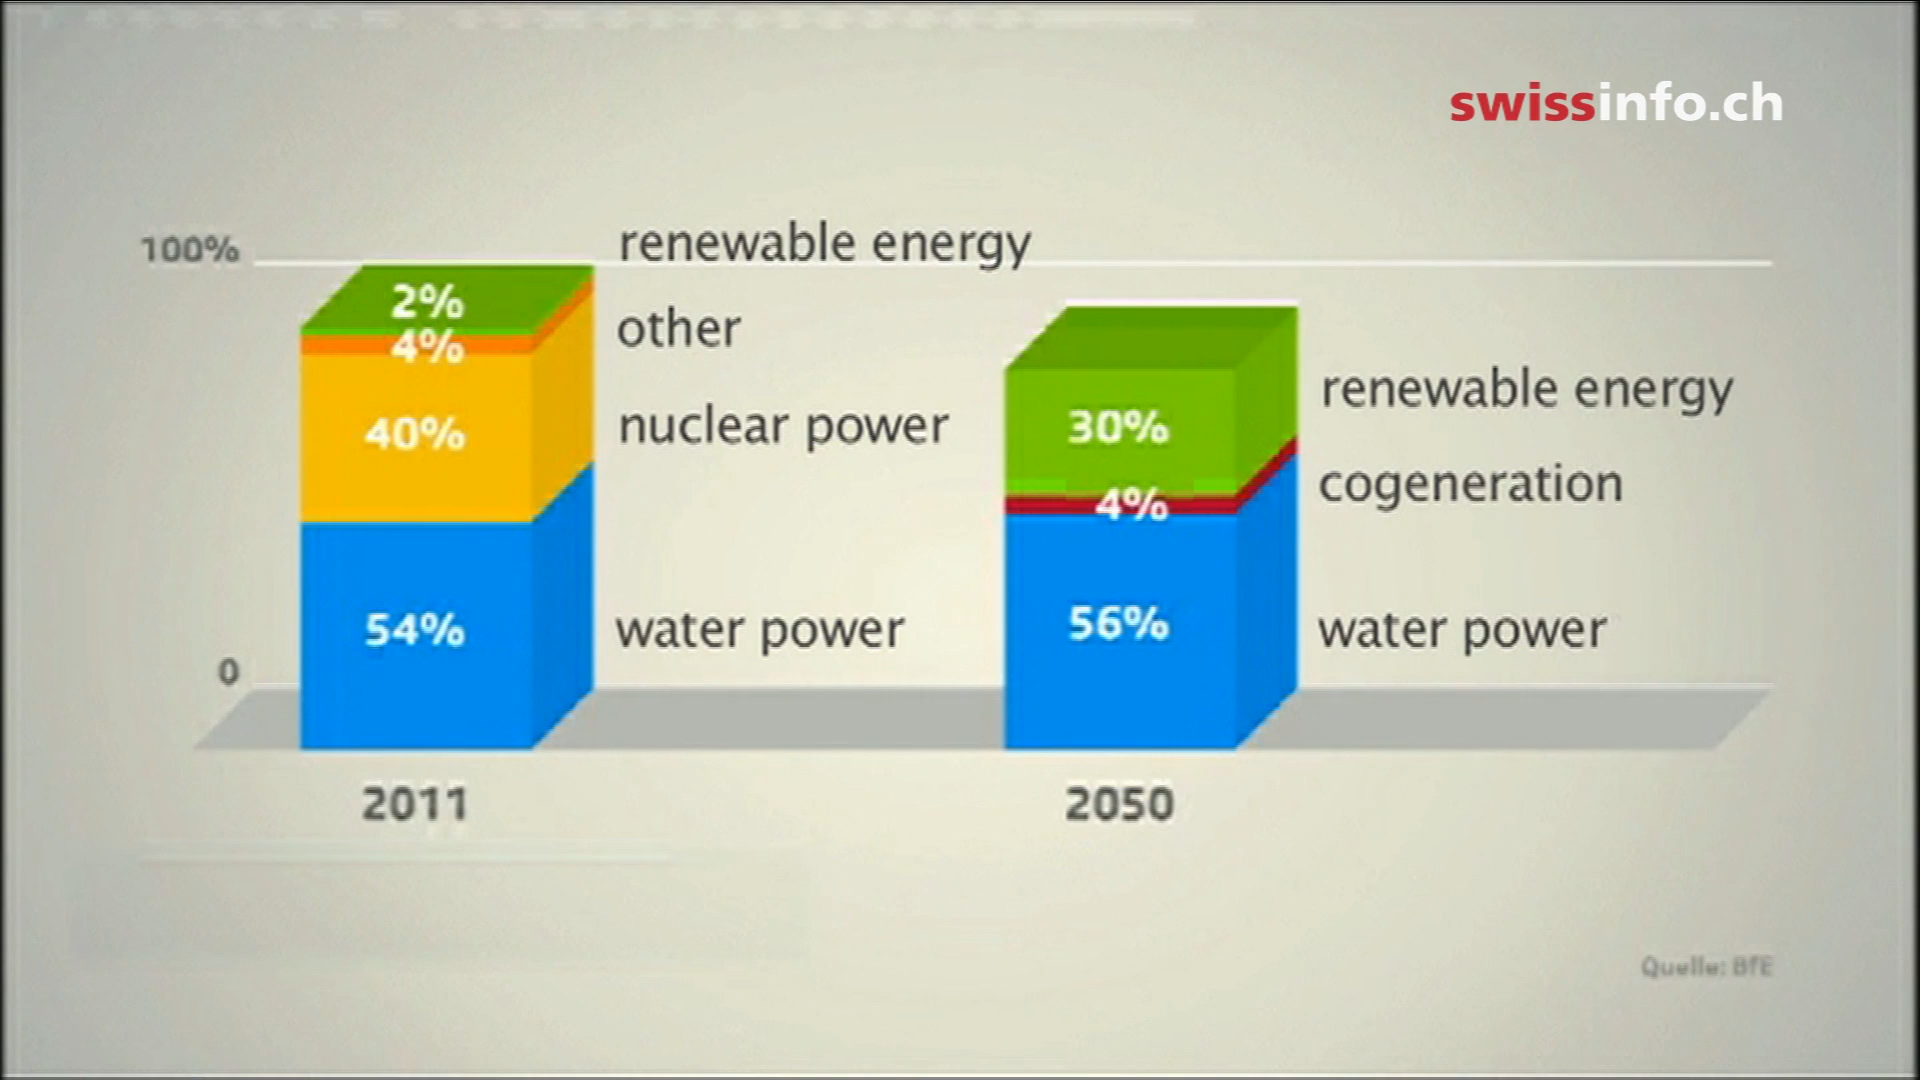 swissinfo.ch
100%
renewable energy
2%
other
4%
nuclear power
40%
54%
water power
0
2011
renewable energy
30%
cogeneration
4%
56%
water power
2050
Quelle: BfE